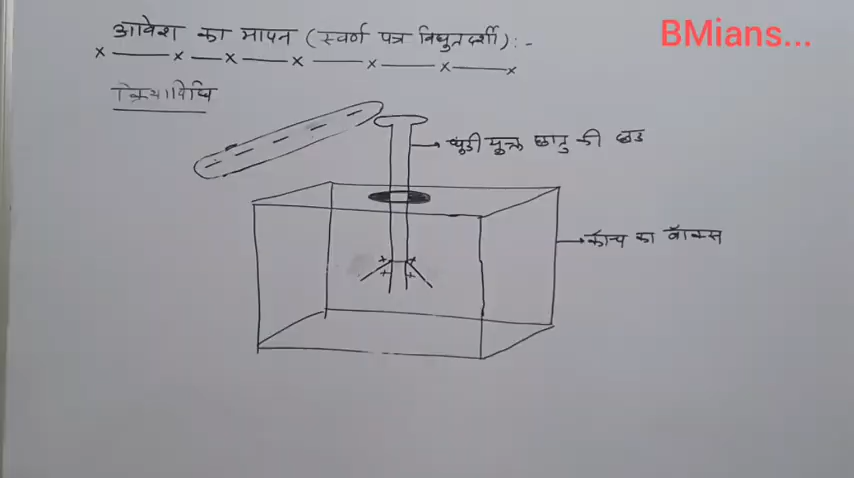 आवेश का मापन (स्वर्ण पत्र विधुतदर्शी):-
BMians...
क्रियाविधि
घुंडी युक्त धातु की छड
काँच का बॉक्स